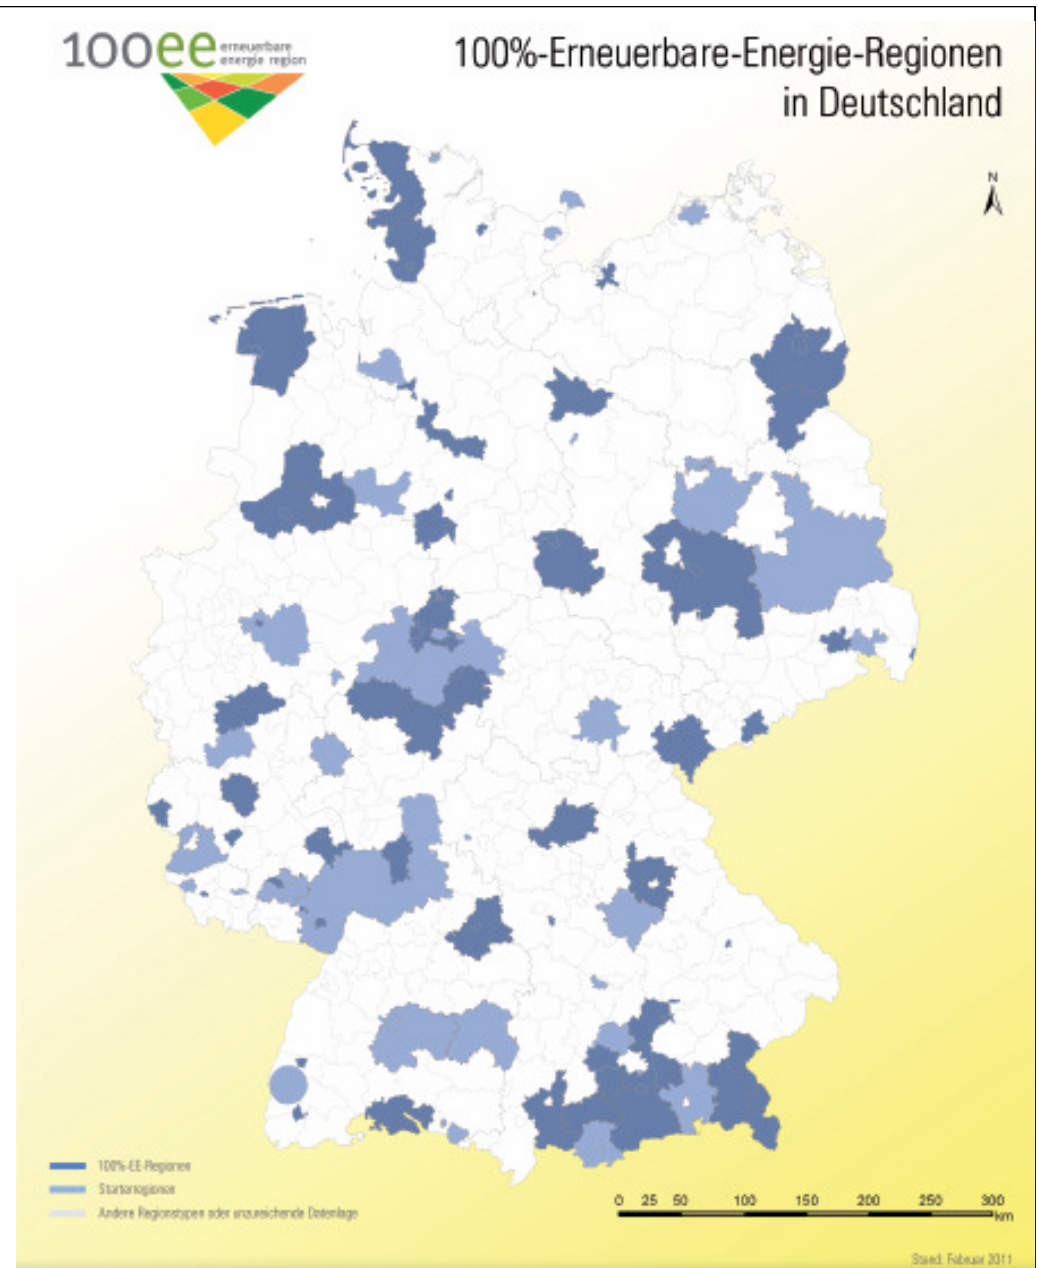 100ee erneuerbare
energie region
100%-Erneuerbare-Energie-Regionen
in Deutschland
N
100%-EE-Regionen
Starterregionen
Andere Regionstypen oder unzureichende Datenlage
0 25 50 100 150 200 250 300
km
Stand: Februar 2011